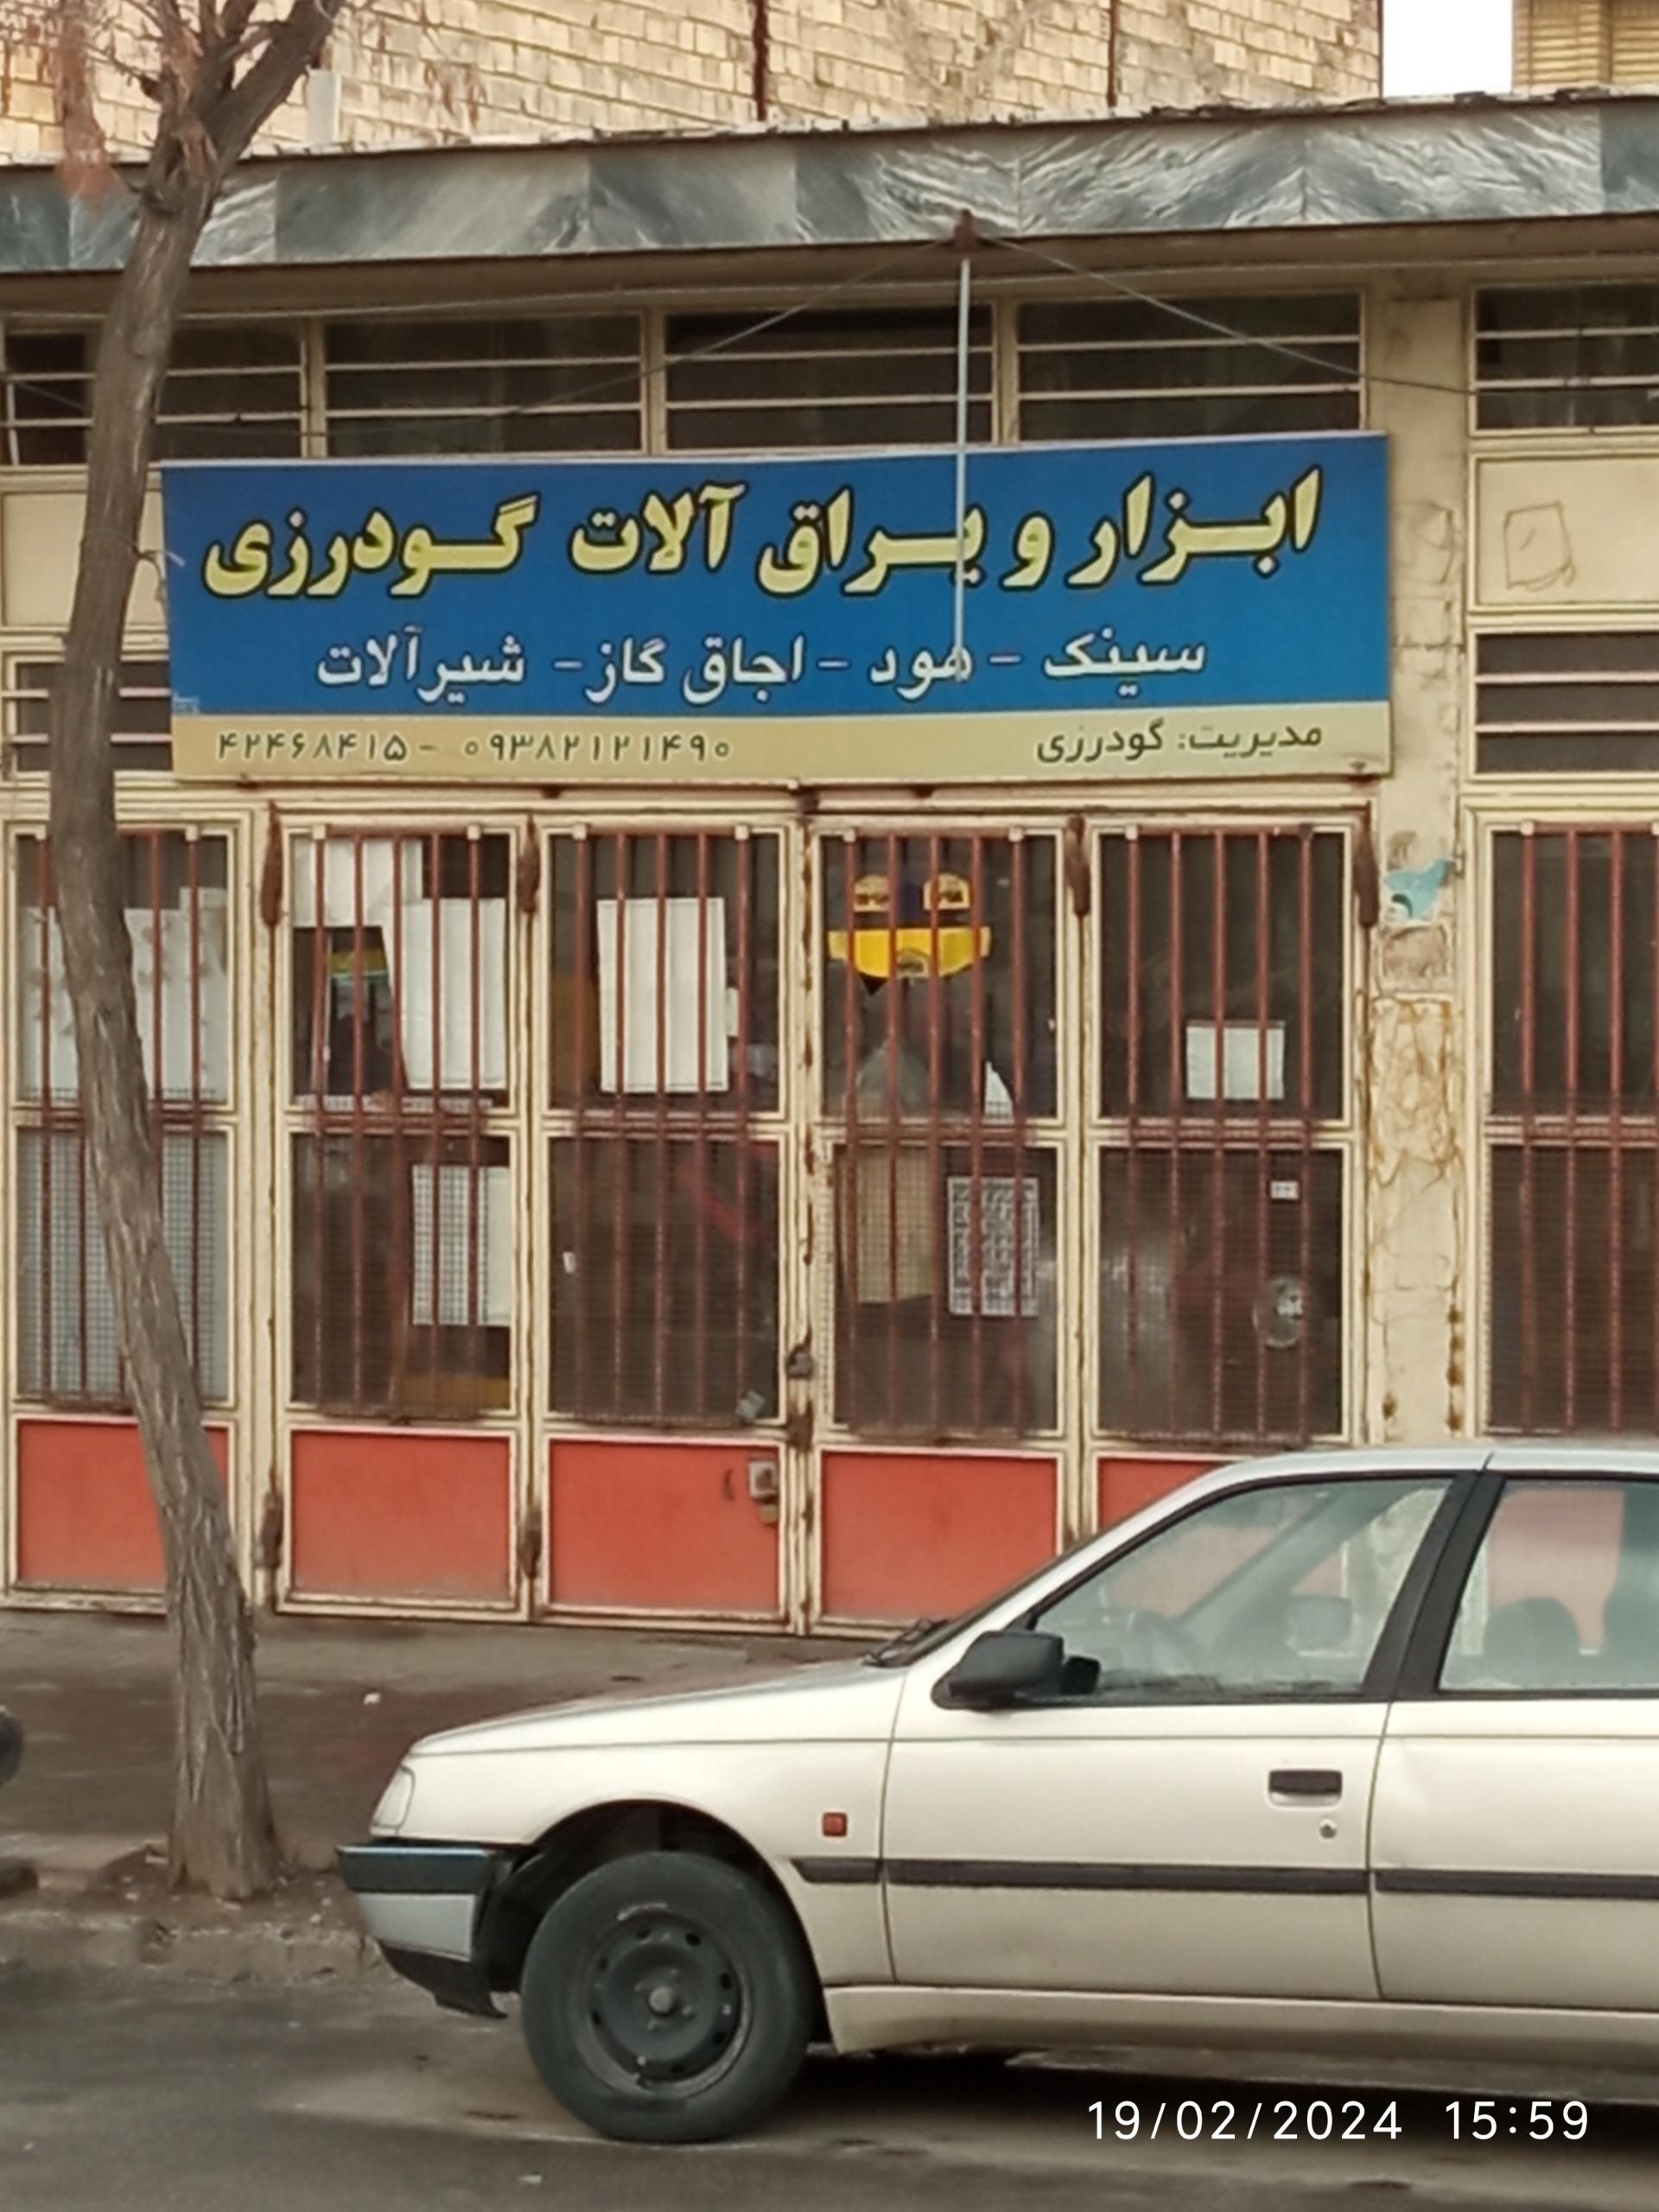 ابزار و یراق آلات گودرزی
سینک - هود - اجاق گاز - شیرآلات
مدیریت: گودرزی
۴۲۴۶۸۴۱۵ - ۰۹۳۸۲۱۲۱۴۹۰
19/02/2024 15:59